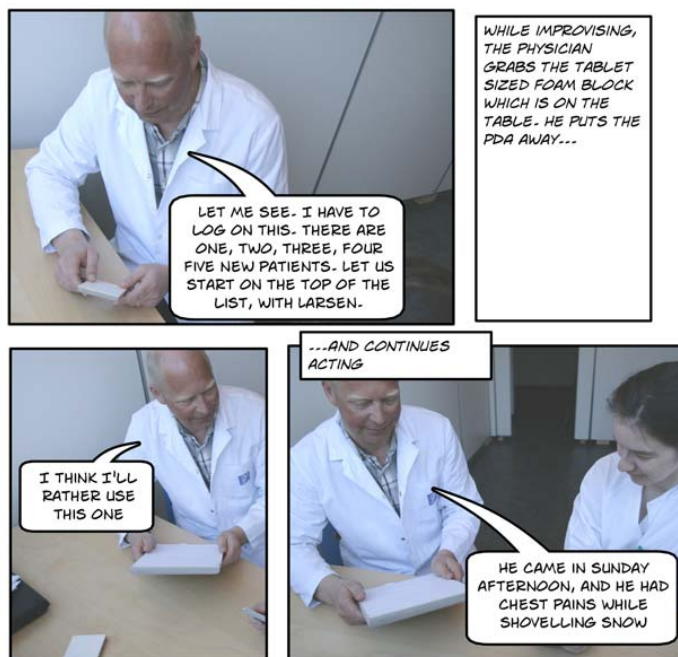 LET ME SEE. I HAVE TO
LOG ON THIS. THERE ARE
ONE, TWO, THREE, FOUR
FIVE NEW PATIENTS. LET US
START ON THE TOP OF THE
LIST, WITH LARSEN.
WHILE IMPROVISING,
THE PHYSICIAN
GRABS THE TABLET
SIZED FOAM BLOCK
WHICH IS ON THE
TABLE. HE PUTS THE
PDA AWAY...
I THINK I'LL
RATHER USE
THIS ONE
...AND CONTINUES
ACTING
HE CAME IN SUNDAY
AFTERNOON, AND HE HAD
CHEST PAINS WHILE
SHOVELLING SNOW